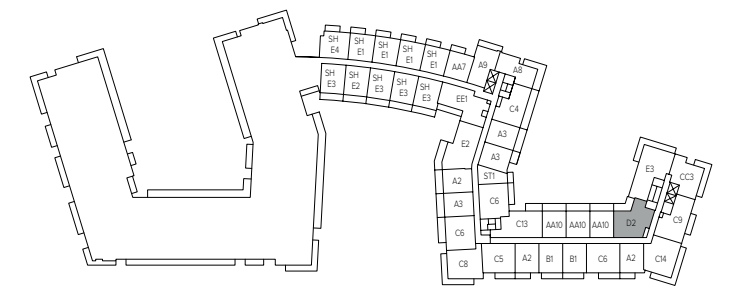 SH
E4
SH
E1
SH
E1
SH
E1
SH
E1
AA7
A9
A8
SH
E3
SH
E2
SH
E3
SH
E3
SH
E3
EE1
C4
E2
A3
A3
A2
ST1
A3
C6
C6
C13
AA10
AA10
AA10
D2
E3
CC3
C9
C8
C5
A2
B1
B1
C6
A2
C14